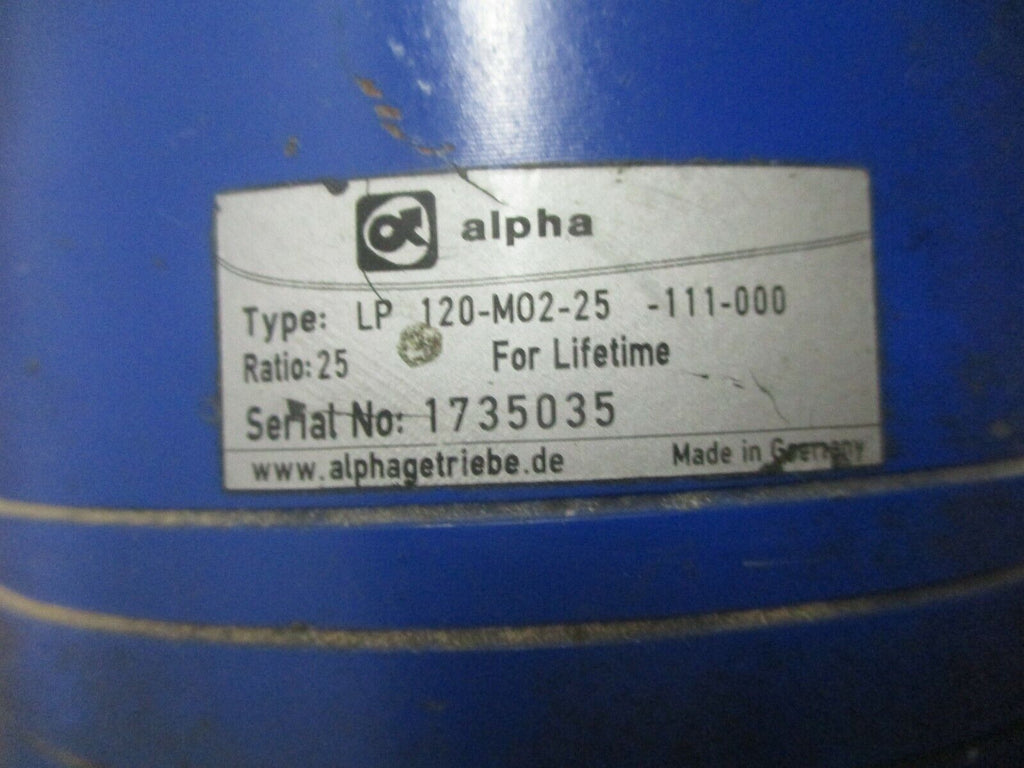 alpha
Type: LP 120-MO2-25 -111-000
Ratio: 25 For Lifetime
Serial No: 1735035
www.alphagetriebe.de Made in Germany